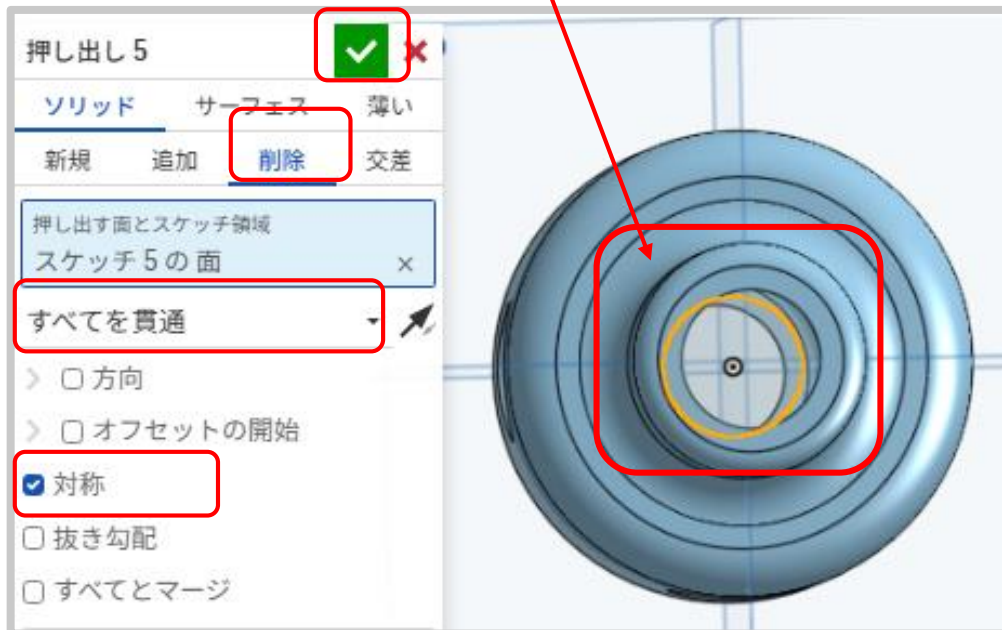 押し出し 5
ソリッド サーフェス 薄い
新規 追加 削除 交差
押し出す面とスケッチ領域
スケッチ 5 の 面
すべてを貫通
方向
オフセットの開始
対称
抜き勾配
すべてとマージ